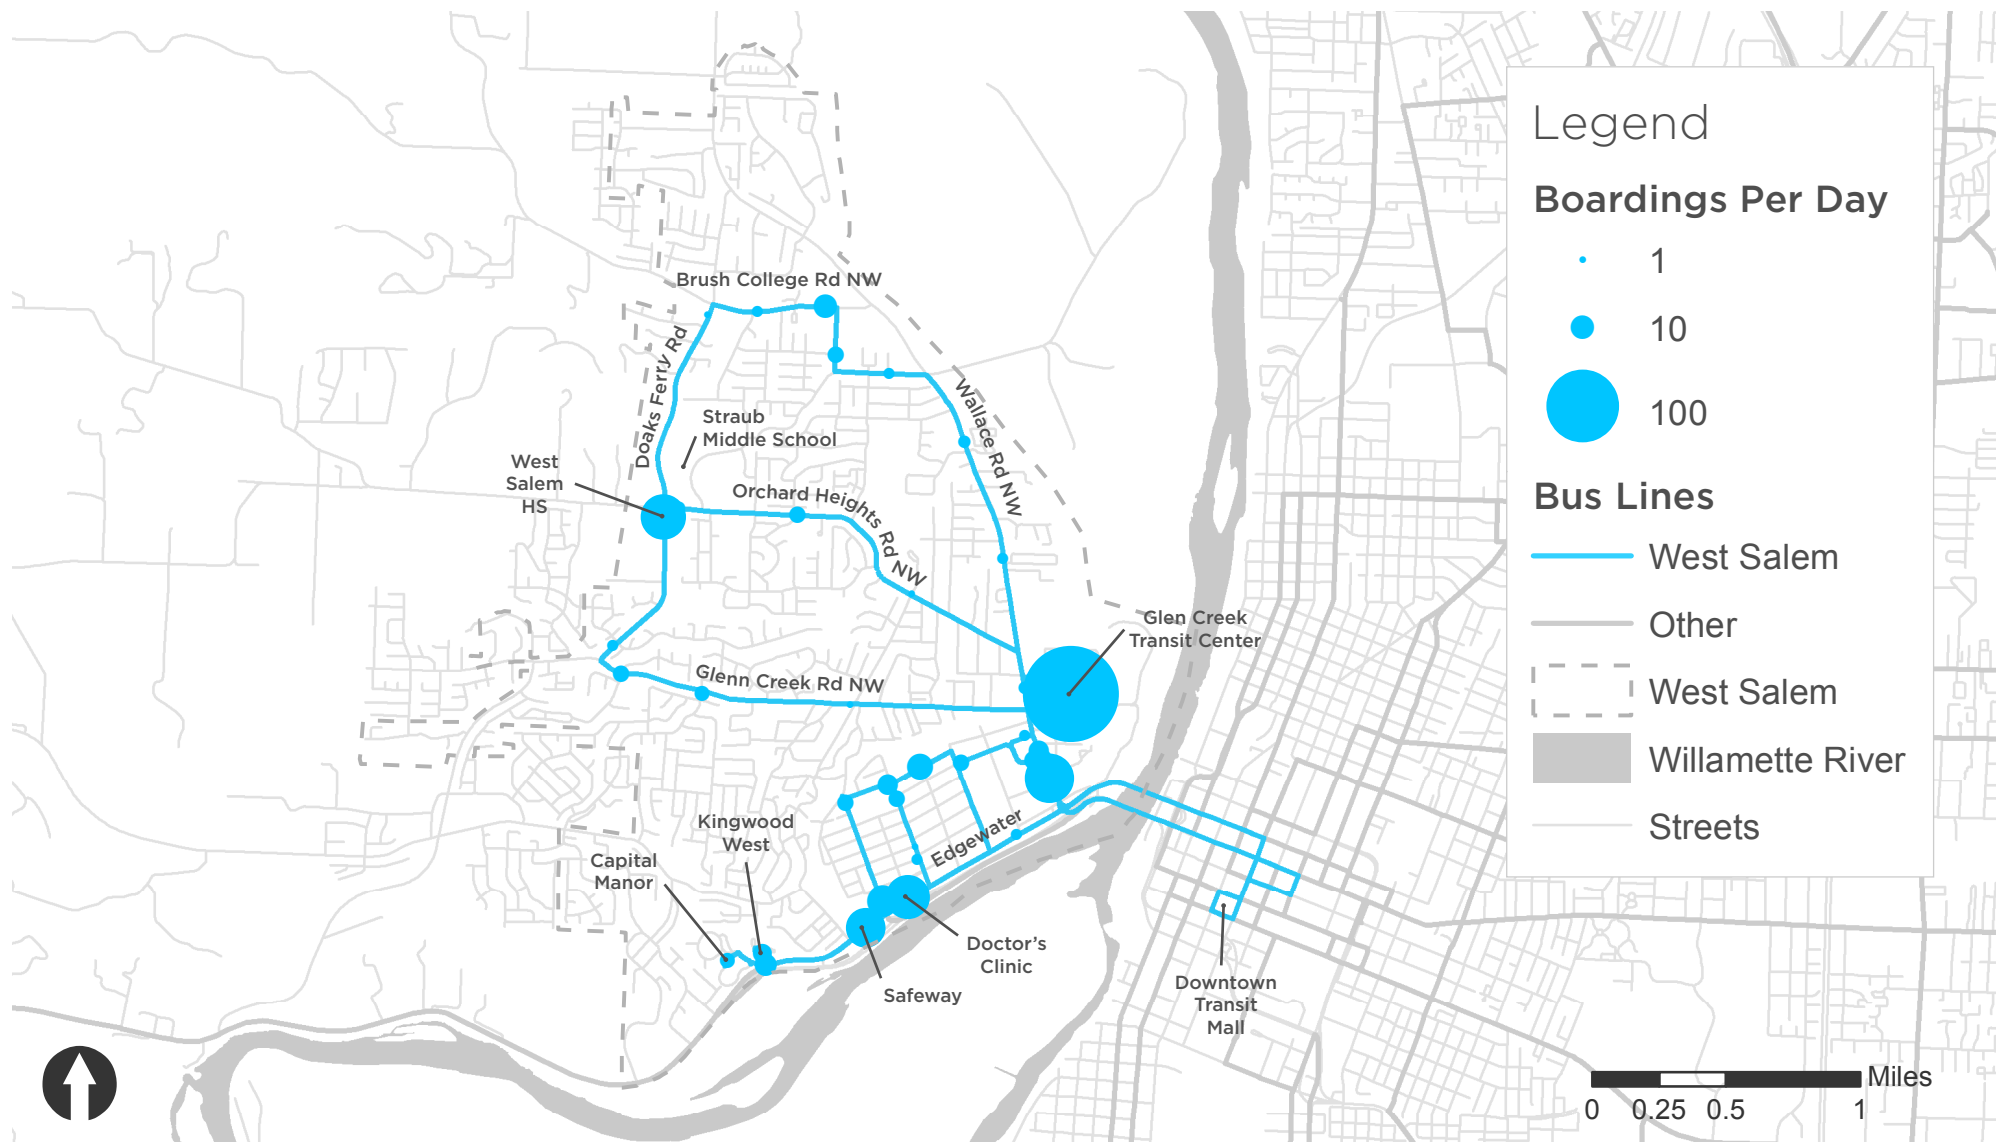 Brush College Rd NW
Doaks Ferry Rd
Straub
Middle School
West
Salem
HS
Orchard Heights Rd NW
Wallace Rd NW
Glen Creek
Transit Center
Glenn Creek Rd NW
Kingwood
West
Capital
Manor
Edgewater
Doctor's
Clinic
Safeway
Downtown
Transit
Mall
Legend
Boardings Per Day
1
10
100
Bus Lines
West Salem
Other
West Salem
Willamette River
Streets
Miles
0 0.25 0.5 1